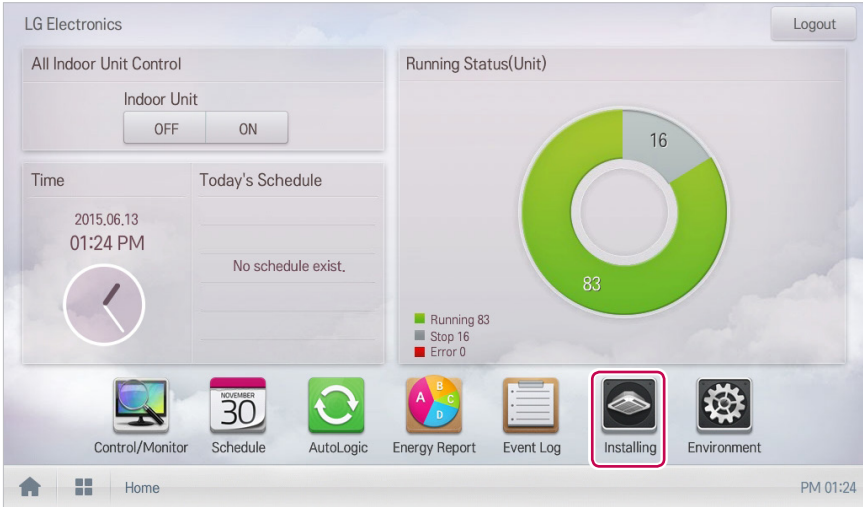 LG Electronics
Logout
All Indoor Unit Control
Indoor Unit
OFF ON
Running Status(Unit)
16
83
Running 83
Stop 16
Error 0
Time
2015.06.13
01:24 PM
Today's Schedule
No schedule exist.
NOVEMBER
30
A B C D
Control/Monitor Schedule AutoLogic Energy Report Event Log Installing Environment
Home
PM 01:24